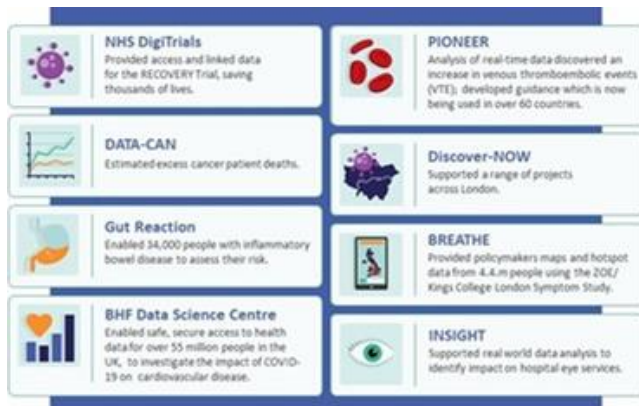 NHS DigiTrials
Provided access and linked data
for the RECOVERY Trial, saving
thousands of lives.
DATA-CAN
Estimated excess cancer patient deaths.
Gut Reaction
Enabled 34,000 people with inflammatory
bowel disease to assess their risk.
BHF Data Science Centre
Enabled safe, secure access to health
data for over 55 million people in the
UK, to investigate the impact of COVID-
19 on cardiovascular disease.
PIONEER
Analysis of real-time data discovered an
increase in venous thromboembolic events
(VTE); developed guidance which is now
being used in over 60 countries.
Discover-NOW
Supported a range of projects
across London.
BREATHE
Provided policymakers maps and hotspot
data from 4.4.m people using the ZOE/
Kings College London Symptom Study.
INSIGHT
Supported real world data analysis to
identify impact on hospital eye services.